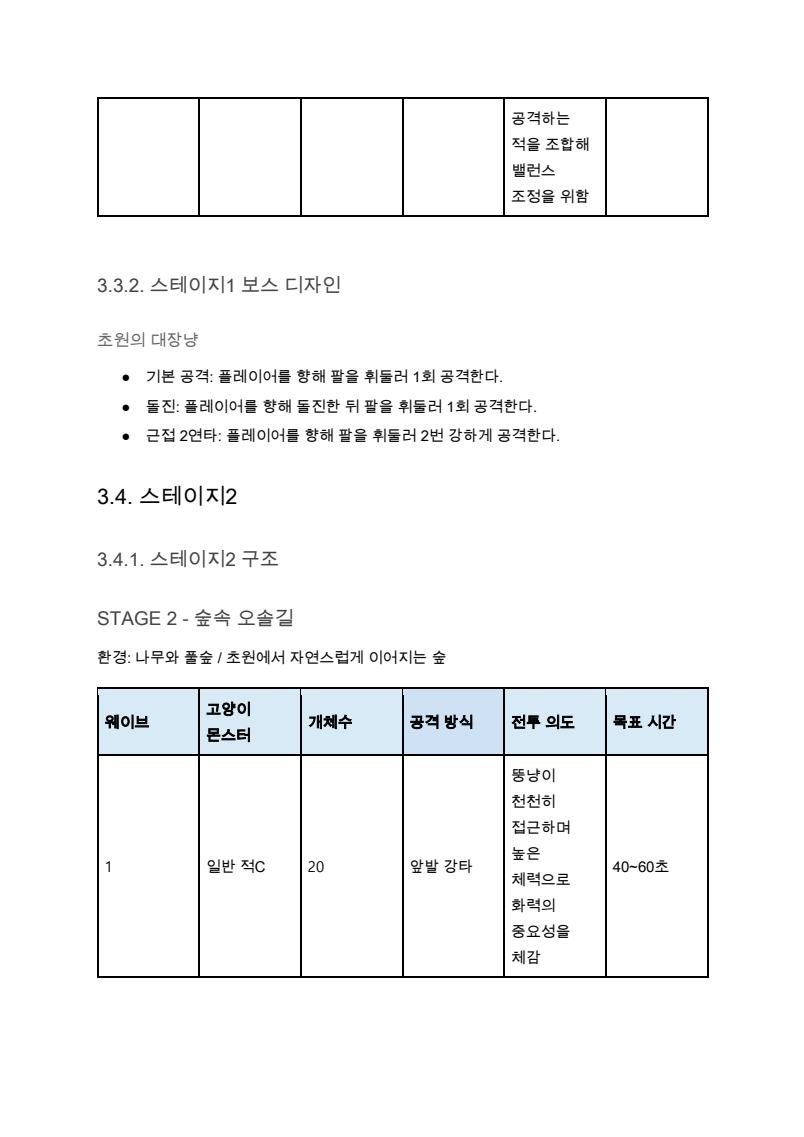 공격하는
적을 조합해
밸런스
조정을 위함
3.3.2. 스테이지1 보스 디자인
초원의 대장냥
● 기본 공격: 플레이어를 향해 팔을 휘둘러 1회 공격한다.
● 돌진: 플레이어를 향해 돌진한 뒤 팔을 휘둘러 1회 공격한다.
● 근접 2연타: 플레이어를 향해 팔을 휘둘러 2번 강하게 공격한다.
3.4. 스테이지2
3.4.1. 스테이지2 구조
STAGE 2 - 숲속 오솔길
환경: 나무와 풀숲 / 초원에서 자연스럽게 이어지는 숲
웨이브
고양이
몬스터
개체수
공격 방식
전투 의도
목표 시간
1
일반 적C
20
앞발 강타
뚱냥이
천천히
접근하며
높은
체력으로
화력의
중요성을
체감
40~60초